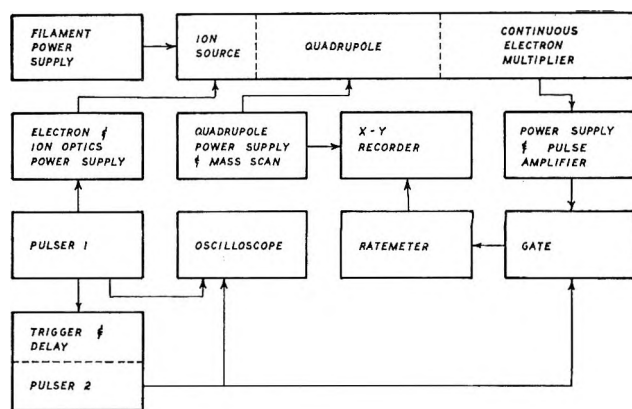 FILAMENT
POWER
SUPPLY
ION
SOURCE
QUADRUPOLE
CONTINUOUS
ELECTRON
MULTIPLIER
ELECTRON &
ION OPTICS
POWER SUPPLY
QUADRUPOLE
POWER SUPPLY
& MASS SCAN
X-Y
RECORDER
POWER SUPPLY
& PULSE
AMPLIFIER
PULSER 1
OSCILLOSCOPE
RATEMETER
GATE
TRIGGER &
DELAY
PULSER 2